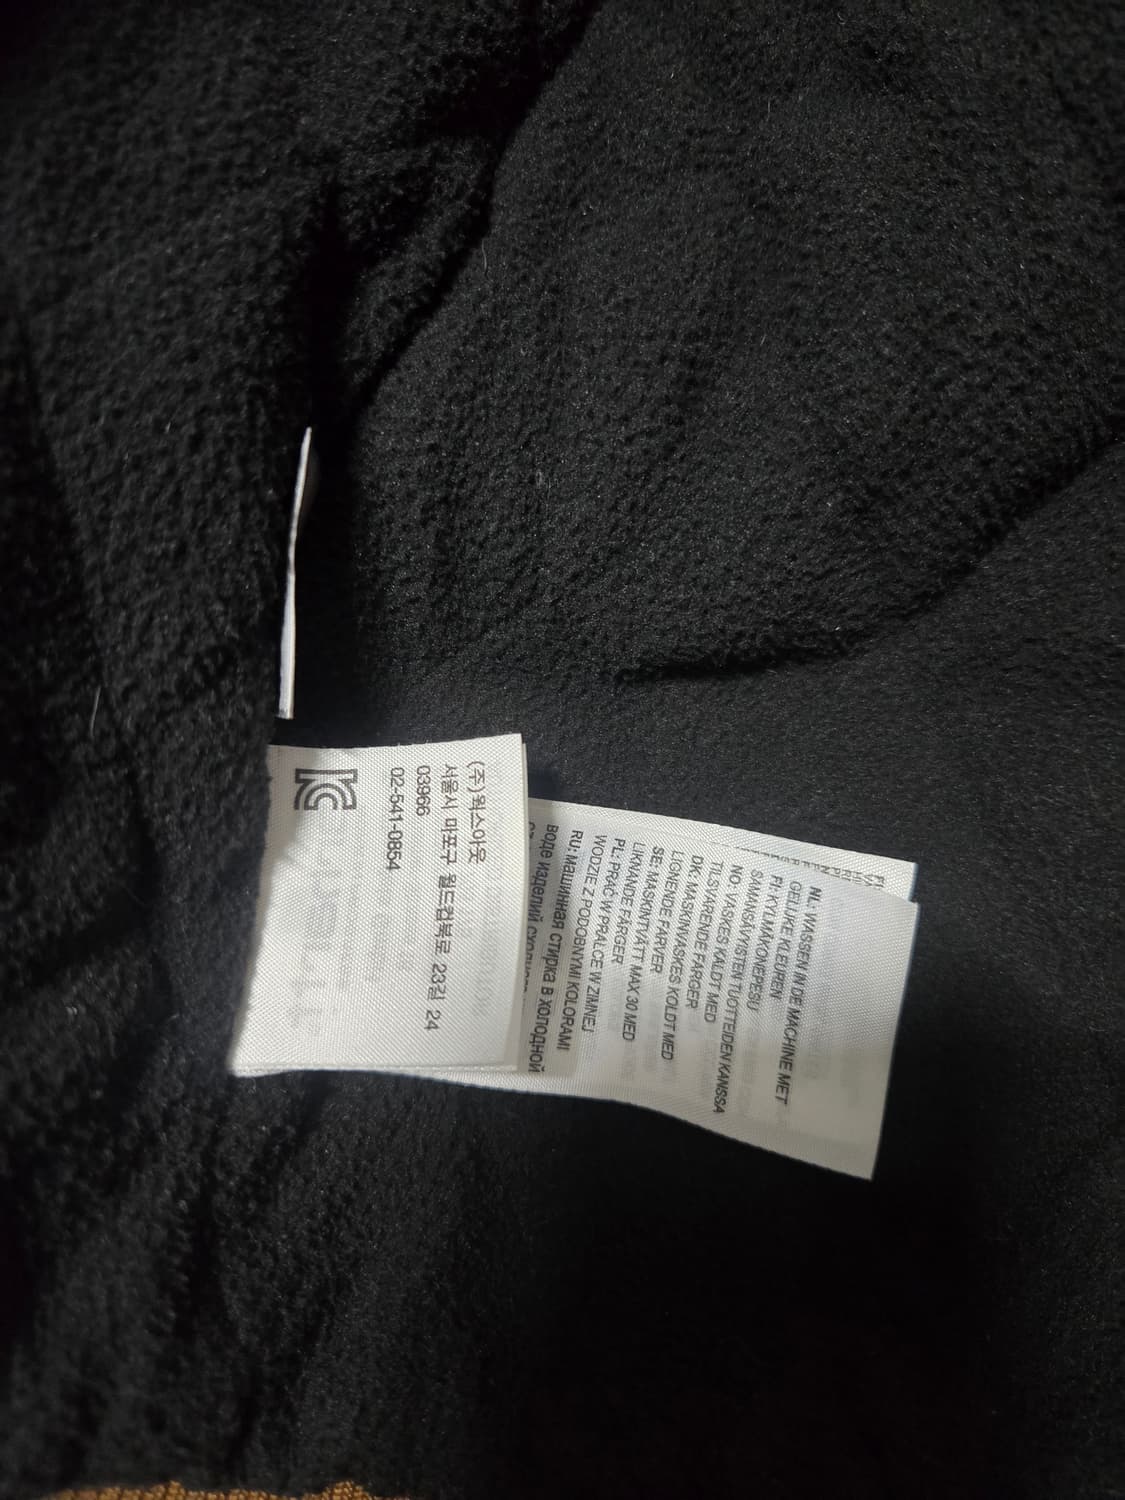 (주)웍스아웃
서울시 마포구 월드컵북로 23길 24
03966
02-541-0854
NL: WASSEN IN DE MACHINE MET
GELIJKE KLEUREN
FI: KYLMÄKONEPESU
SAMANSÄVYISTEN TUOTTEIDEN KANSSA
NO: VASKES KALDT MED
TILSVARENDE FARGER
DK: MASKINVASKES KOLDT MED
LIGNENDE FARVER
SE: MASKINTVÄTT MAX 30 MED
LIKNANDE FÄRGER
PL: PRAĆ W PRALCE W ZIMNEJ
WODZIE Z PODOBNYMI KOLORAMI
RU: машинная стирка в холодной
воде изделий